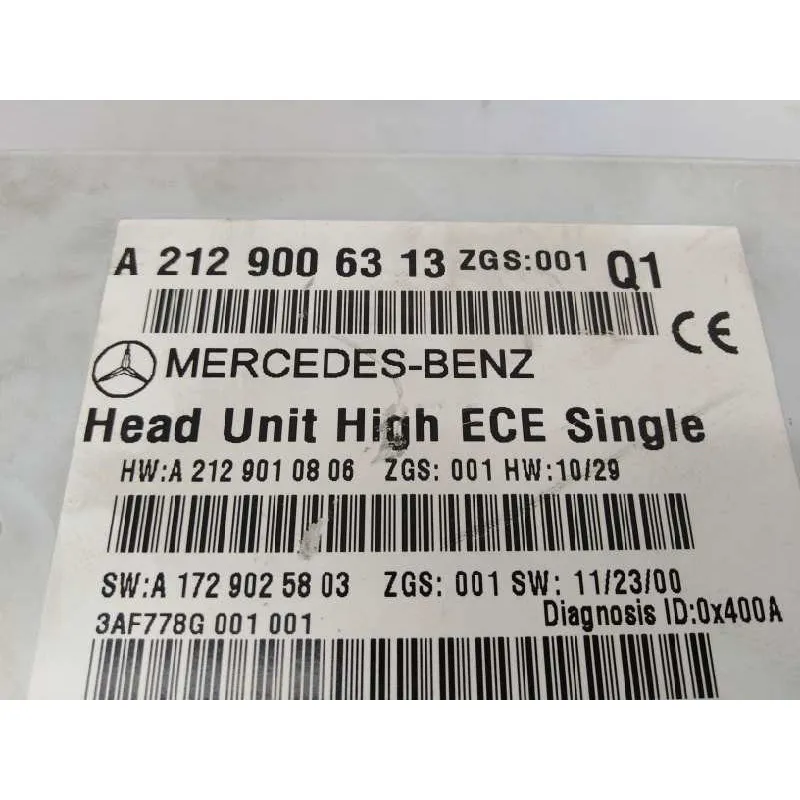 A 212 900 63 13 ZGS:001 Q1
CE
MERCEDES-BENZ
Head Unit High ECE Single
HW:A 212 901 08 06 ZGS: 001 HW:10/29
SW:A 172 902 58 03 ZGS: 001 SW: 11/23/00
3AF778G 001 001 Diagnosis ID:0x400A